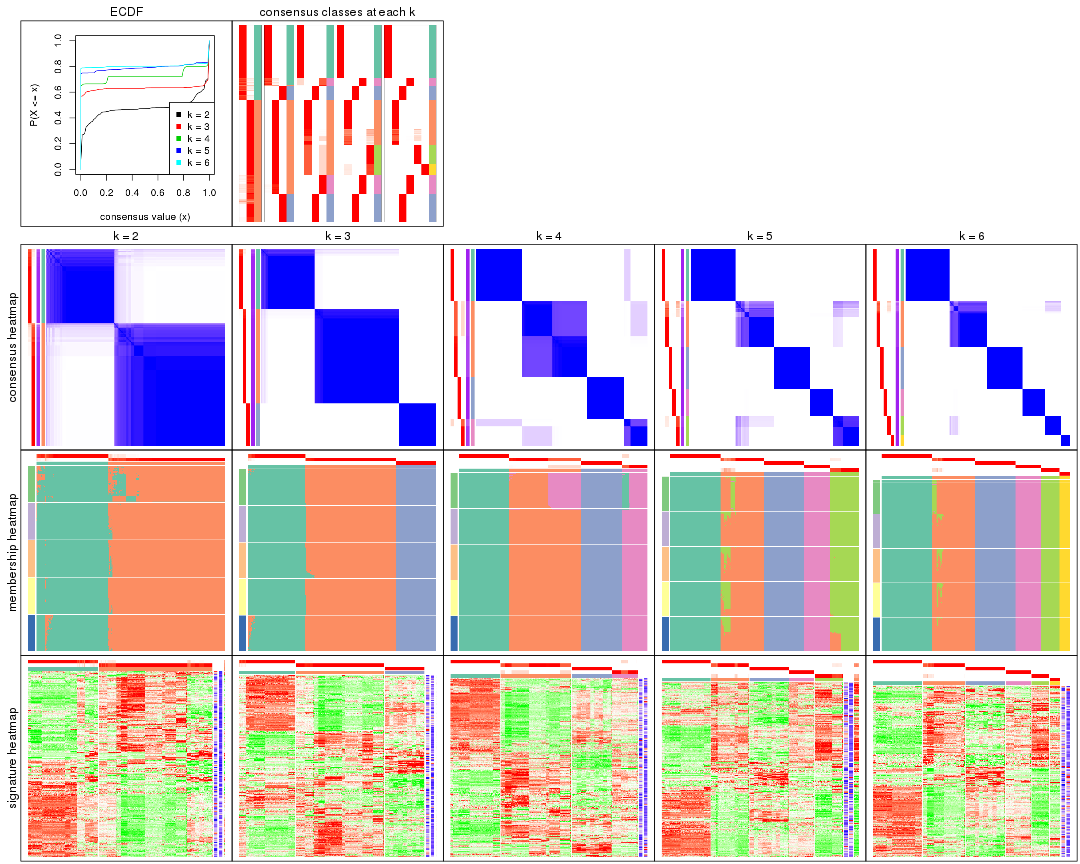 ECDF
consensus classes at each k
P(X <= x)
0.0 0.2 0.4 0.6 0.8 1.0
k = 2
k = 3
k = 4
k = 5
k = 6
0.0 0.2 0.4 0.6 0.8 1.0
consensus value (x)
k = 2
k = 3
k = 4
k = 5
k = 6
consensus heatmap
membership heatmap
signature heatmap